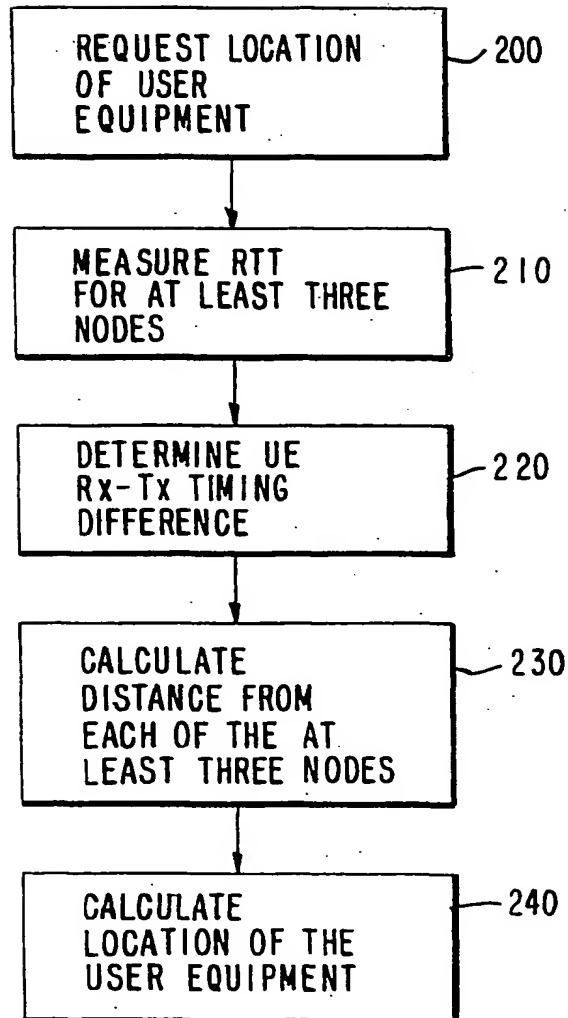 REQUEST LOCATION
OF USER
EQUIPMENT
200
MEASURE RTT
FOR AT LEAST THREE
NODES
210
DETERMINE UE
Rx-Tx TIMING
DIFFERENCE
220
CALCULATE
DISTANCE FROM
EACH OF THE AT
LEAST THREE NODES
230
CALCULATE
LOCATION OF THE
USER EQUIPMENT
240